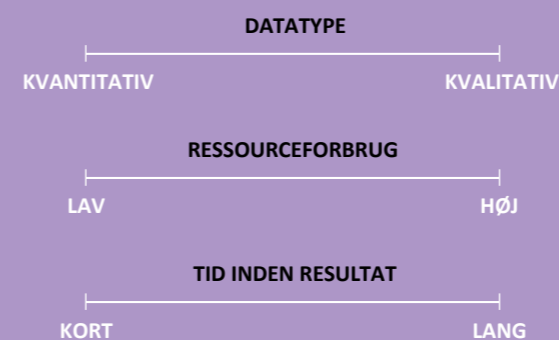 DATATYPE
KVANTITATIV KVALITATIV
RESSOURCEFORBRUG
LAV HØJ
TID INDEN RESULTAT
KORT LANG